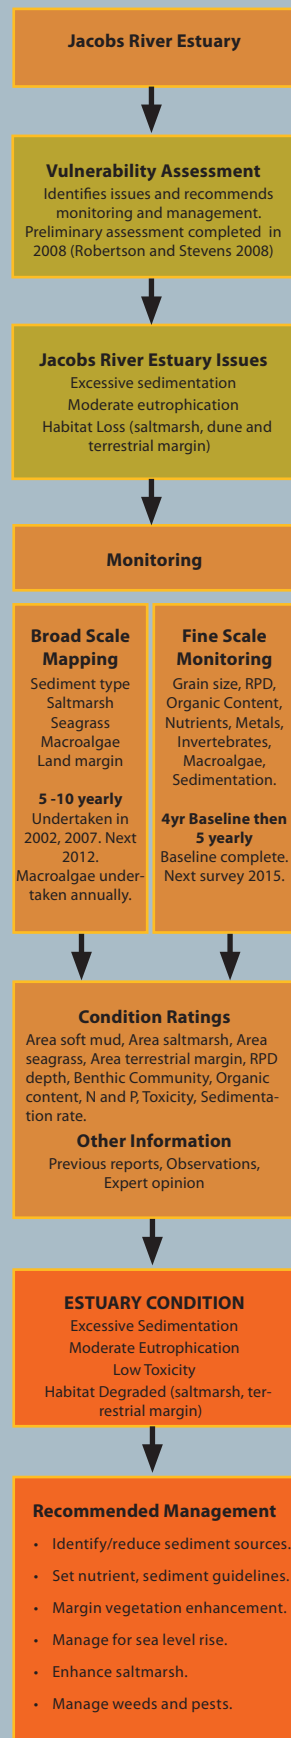 Jacobs River Estuary
Vulnerability Assessment
Identifies issues and recommends
monitoring and management.
Preliminary assessment completed in
2008 (Robertson and Stevens 2008)
Jacobs River Estuary Issues
Excessive sedimentation
Moderate eutrophication
Habitat Loss (saltmarsh, dune and
terrestrial margin)
Monitoring
Broad Scale
Mapping
Sediment type
Saltmarsh
Seagrass
Macroalgae
Land margin
5 -10 yearly
Undertaken in
2002, 2007. Next
2012.
Macroalgae under-
taken annually.
Fine Scale
Monitoring
Grain size, RPD,
Organic Content,
Nutrients, Metals,
Invertebrates,
Macroalgae,
Sedimentation.
4yr Baseline then
5 yearly
Baseline complete.
Next survey 2015.
Condition Ratings
Area soft mud, Area saltmarsh, Area
seagrass, Area terrestrial margin, RPD
depth, Benthic Community, Organic
content, N and P, Toxicity, Sedimenta-
tion rate.
Other Information
Previous reports, Observations,
Expert opinion
ESTUARY CONDITION
Excessive Sedimentation
Moderate Eutrophication
Low Toxicity
Habitat Degraded (saltmarsh, ter-
restrial margin)
Recommended Management
• Identify/reduce sediment sources.
• Set nutrient, sediment guidelines.
• Margin vegetation enhancement.
• Manage for sea level rise.
• Enhance saltmarsh.
• Manage weeds and pests.